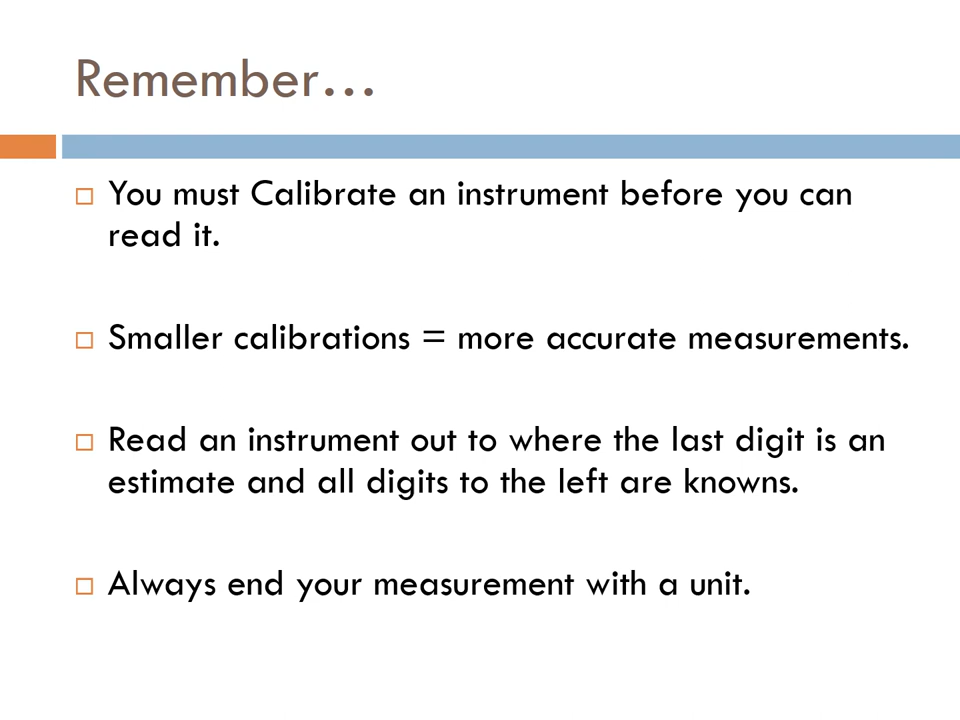 Remember…
You must Calibrate an instrument before you can
read it.
Smaller calibrations = more accurate measurements.
Read an instrument out to where the last digit is an
estimate and all digits to the left are knowns.
Always end your measurement with a unit.